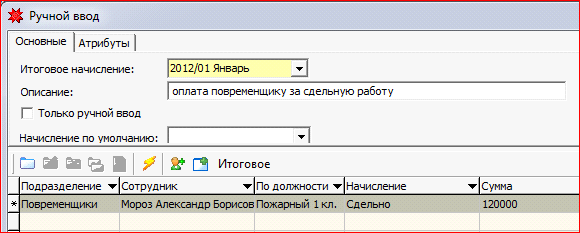 Ручной ввод
Основные Атрибуты
Итоговое начисление: 2012/01 Январь
Описание: оплата повременщику за сдельную работу
Только ручной ввод
Начисление по умолчанию:
Итоговое
Подразделение Сотрудник По должности Начисление Сумма
* Повременщики Мороз Александр Борисов Пожарный 1 кл. Сдельно 120000